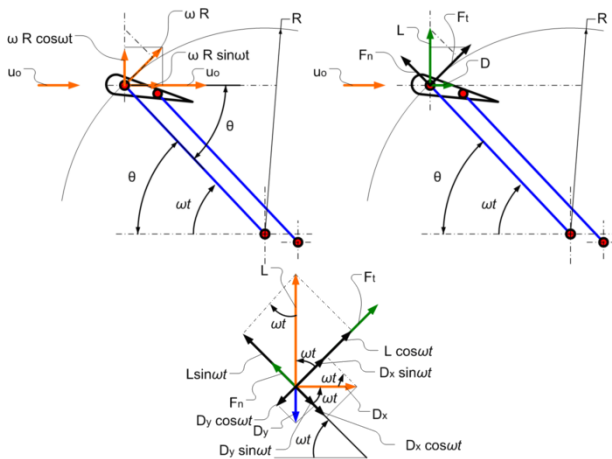 ω R
R
ω R cosωt
ω R sinωt
uo
uo
θ
θ
ωt
L
Ft
R
Fn
D
uo
θ
ωt
L
Ft
ωt
ωt
L cosωt
Lsinωt
Dx sinωt
ωt
Fn
ωt
Dy cosωt
Dy
Dx
Dy sinωt
ωt
Dx cosωt